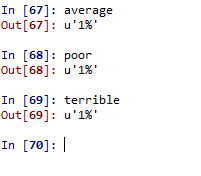 In [67]: average
Out[67]: u'1%'
In [68]: poor
Out[68]: u'1%'
In [69]: terrible
Out[69]: u'1%'
In [70]: